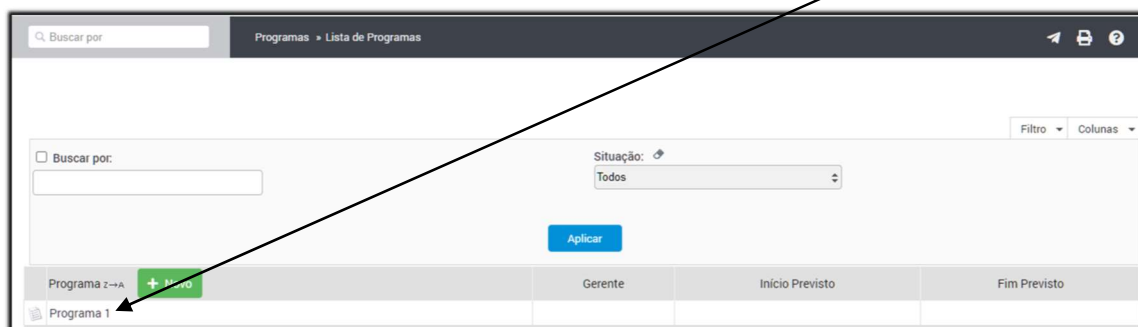 Buscar por
Programas » Lista de Programas
Filtro
Colunas
Buscar por:
Situação:
Todos
Aplicar
Programa Z→A
+ Novo
Gerente
Início Previsto
Fim Previsto
Programa 1